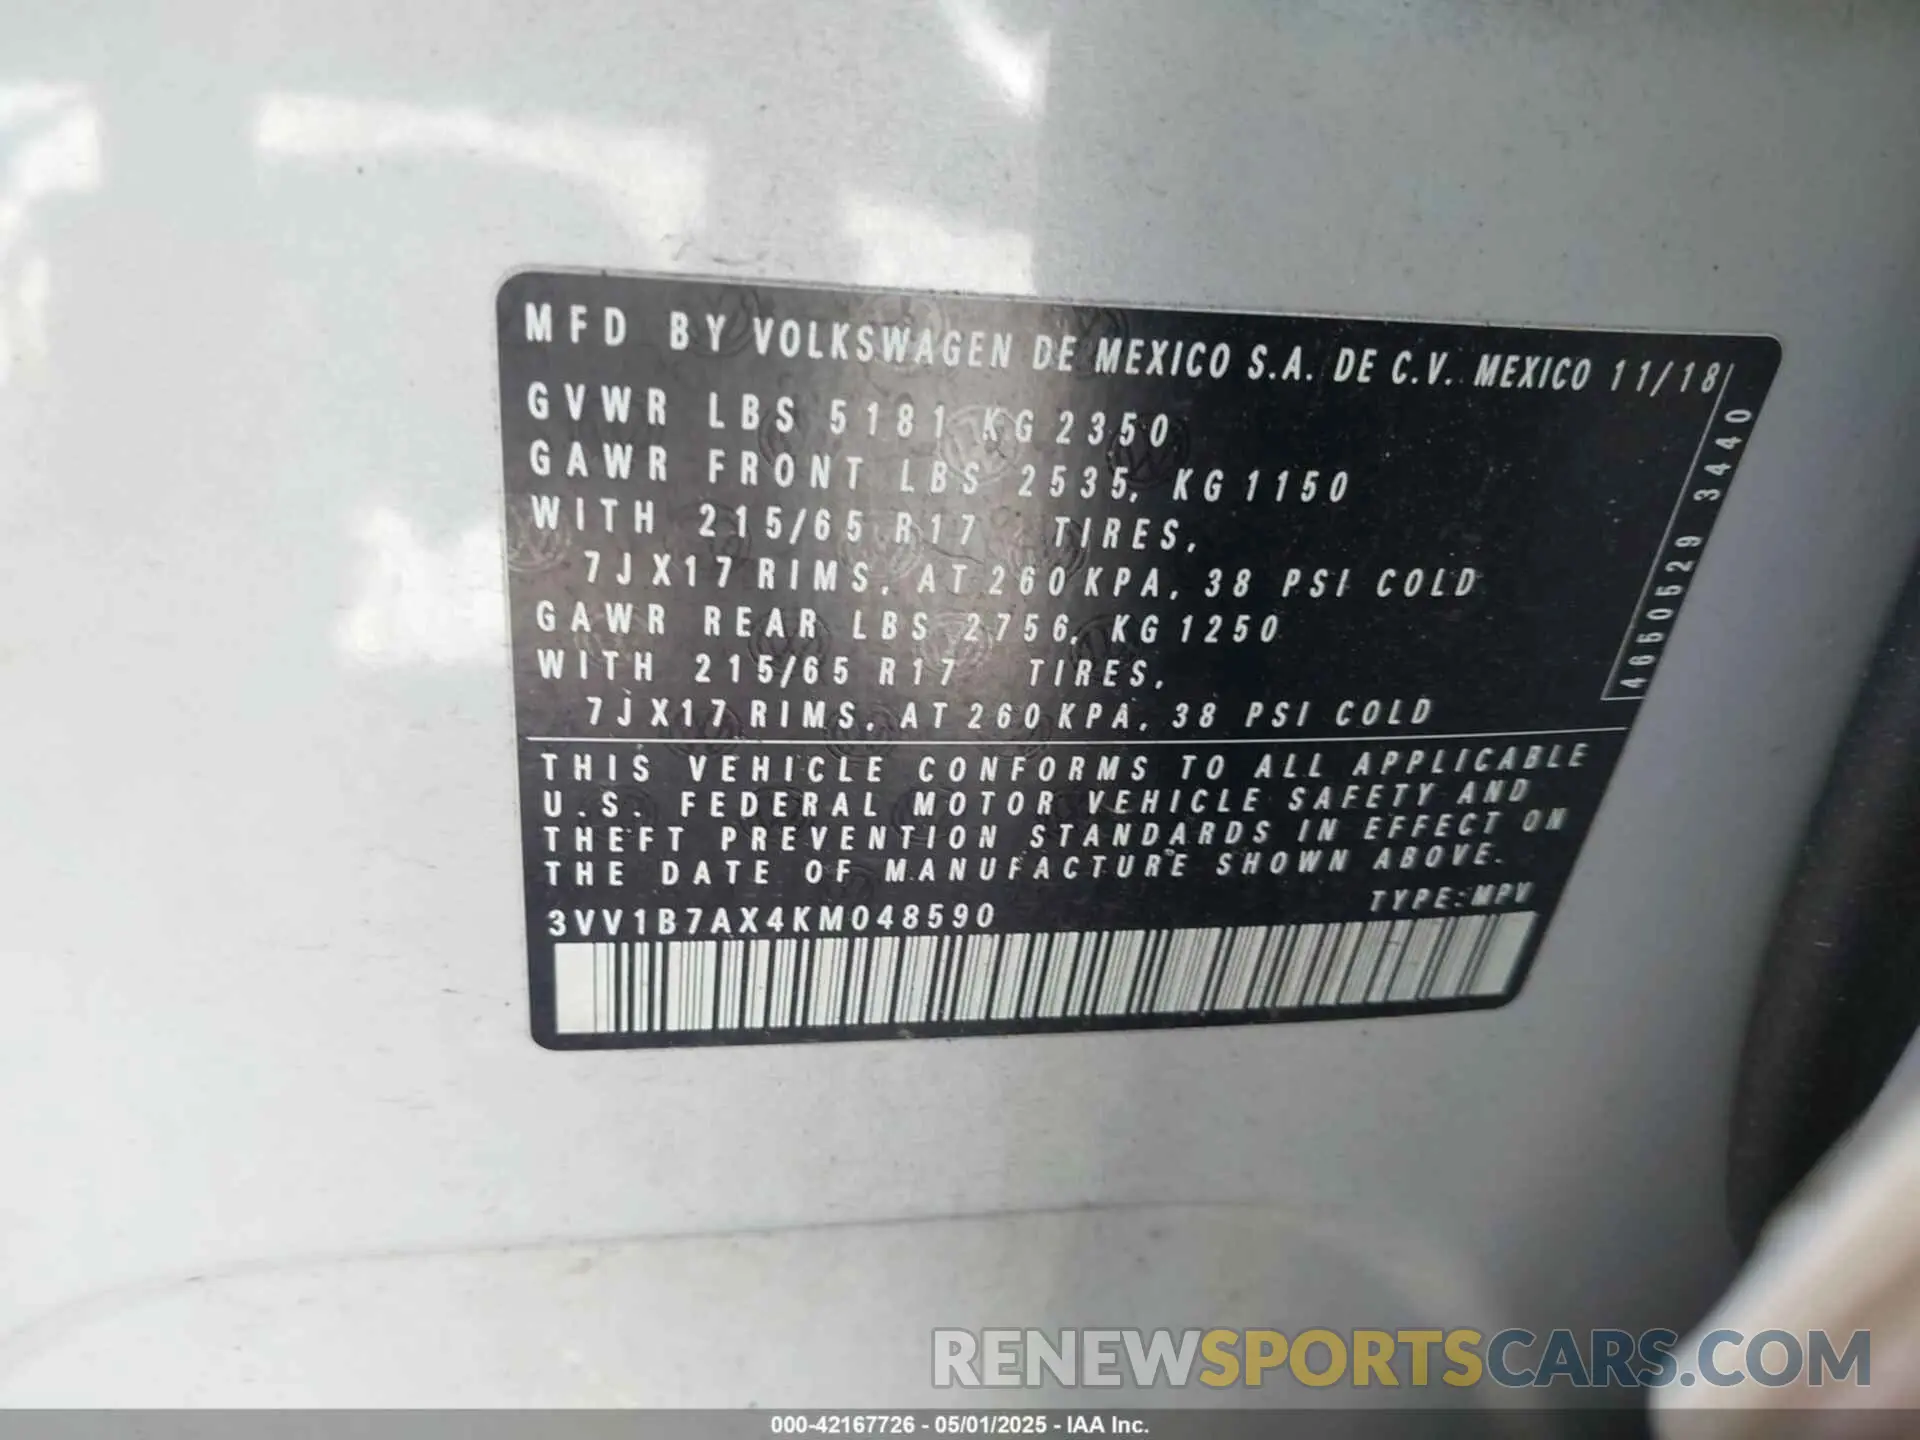 MFD BY VOLKSWAGEN DE MEXICO S.A. DE C.V. MEXICO 11/18
GVWR LBS 5181 KG 2350
GAWR FRONT LBS 2535, KG 1150
WITH 215/65 R17 TIRES,
7JX17 RIMS, AT 260 KPA, 38 PSI COLD
GAWR REAR LBS 2756, KG 1250
WITH 215/65 R17 TIRES,
7JX17 RIMS, AT 260 KPA, 38 PSI COLD
4650529 3440
THIS VEHICLE CONFORMS TO ALL APPLICABLE
U.S. FEDERAL MOTOR VEHICLE SAFETY AND
THEFT PREVENTION STANDARDS IN EFFECT ON
THE DATE OF MANUFACTURE SHOWN ABOVE.
TYPE:MPV
3VV1B7AX4KM048590
RENEWSPORTSCARS.COM
000-42167726 - 05/01/2025 - IAA Inc.